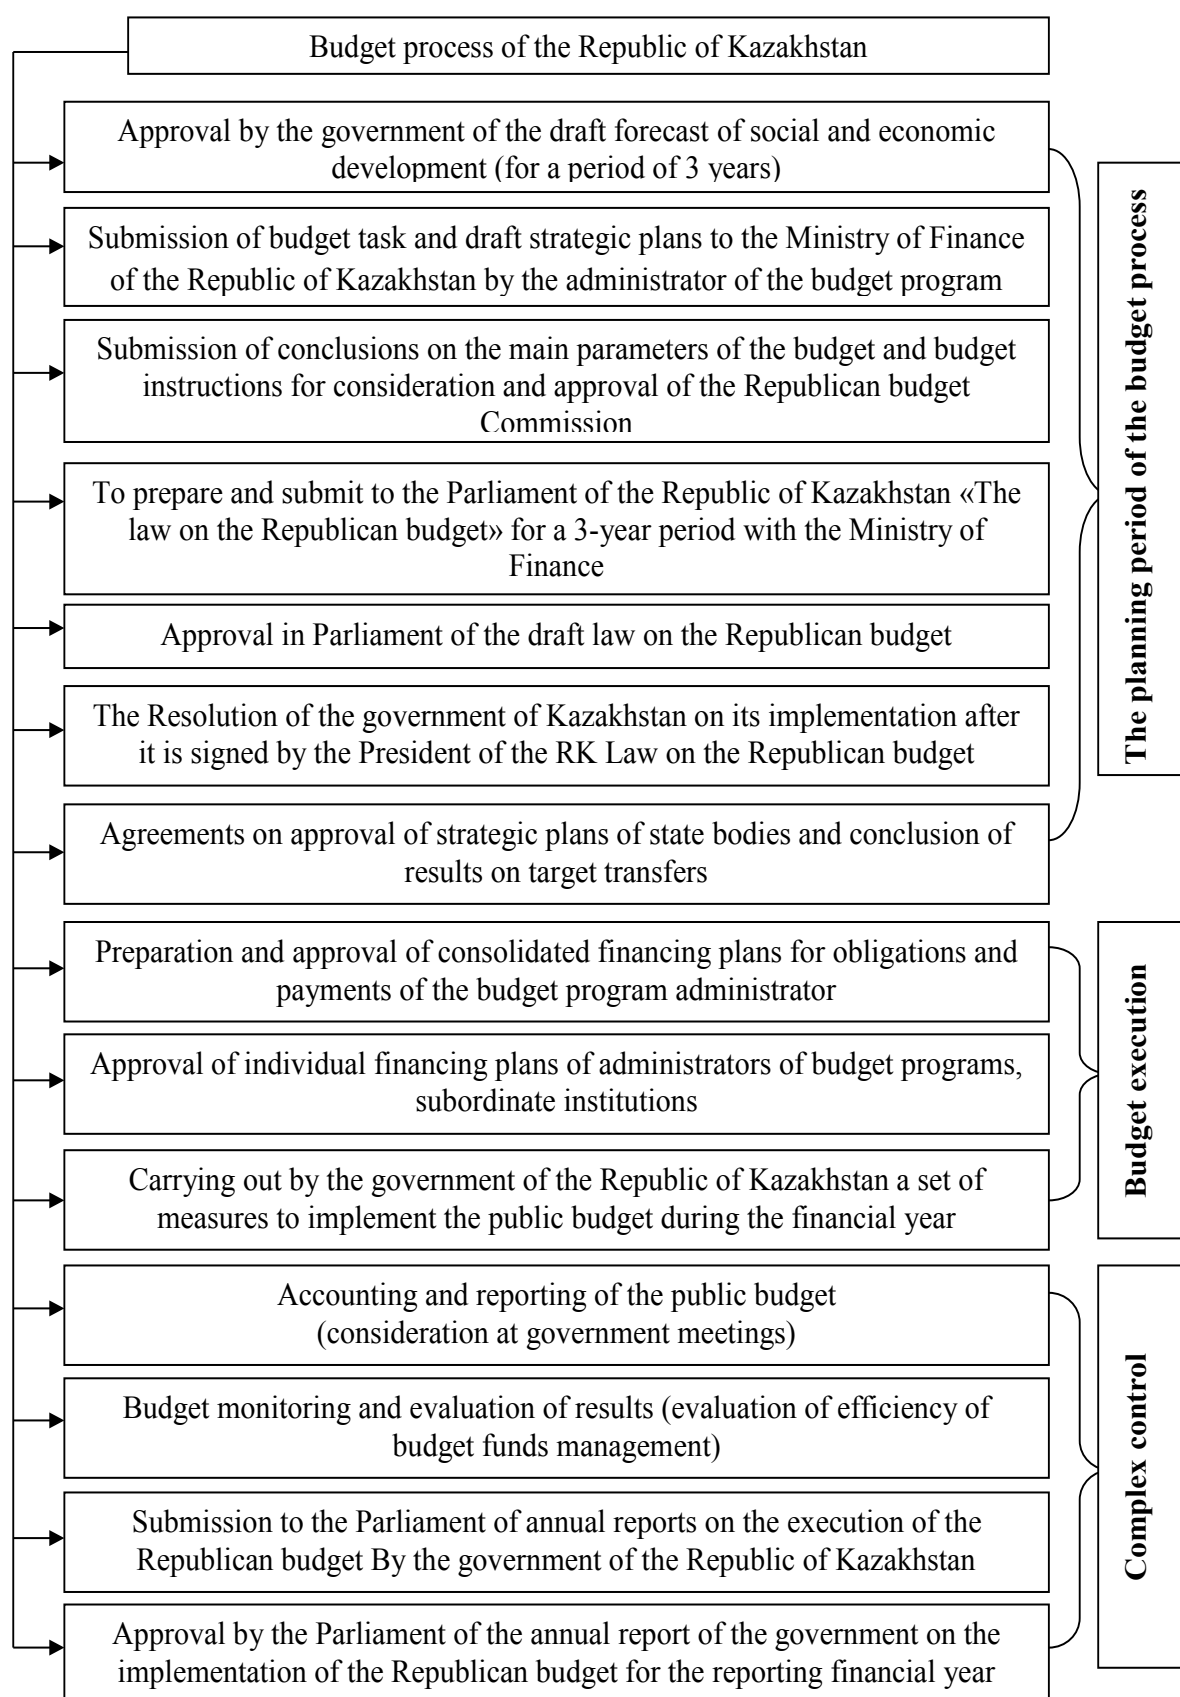 Budget process of the Republic of Kazakhstan
Approval by the government of the draft forecast of social and economic
development (for a period of 3 years)
Submission of budget task and draft strategic plans to the Ministry of Finance
of the Republic of Kazakhstan by the administrator of the budget program
Submission of conclusions on the main parameters of the budget and budget
instructions for consideration and approval of the Republican budget
Commission
To prepare and submit to the Parliament of the Republic of Kazakhstan «The
law on the Republican budget» for a 3-year period with the Ministry of
Finance
Approval in Parliament of the draft law on the Republican budget
The Resolution of the government of Kazakhstan on its implementation after
it is signed by the President of the RK Law on the Republican budget
Agreements on approval of strategic plans of state bodies and conclusion of
results on target transfers
The planning period of the budget process
Preparation and approval of consolidated financing plans for obligations and
payments of the budget program administrator
Approval of individual financing plans of administrators of budget programs,
subordinate institutions
Carrying out by the government of the Republic of Kazakhstan a set of
measures to implement the public budget during the financial year
Budget execution
Accounting and reporting of the public budget
(consideration at government meetings)
Budget monitoring and evaluation of results (evaluation of efficiency of
budget funds management)
Submission to the Parliament of annual reports on the execution of the
Republican budget By the government of the Republic of Kazakhstan
Approval by the Parliament of the annual report of the government on the
implementation of the Republican budget for the reporting financial year
Complex control